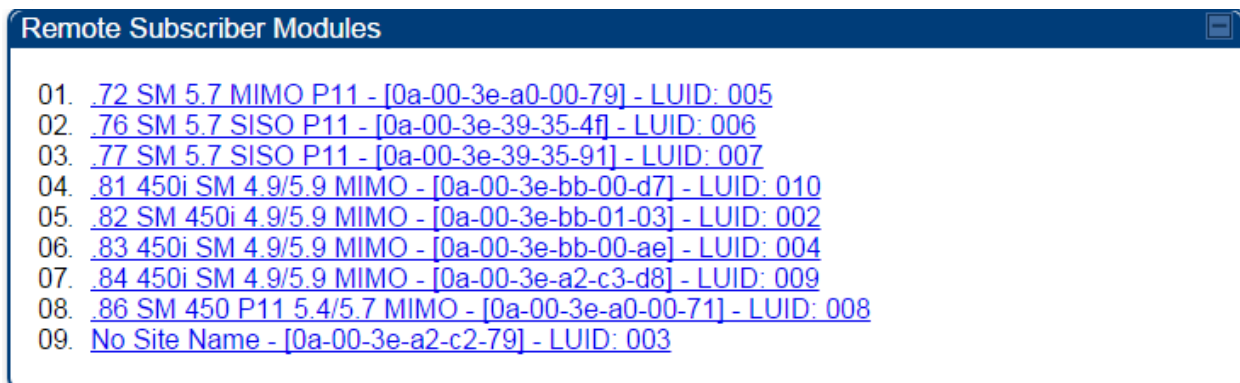 Remote Subscriber Modules
01. .72 SM 5.7 MIMO P11 - [0a-00-3e-a0-00-79] - LUID: 005
02. .76 SM 5.7 SISO P11 - [0a-00-3e-39-35-4f] - LUID: 006
03. .77 SM 5.7 SISO P11 - [0a-00-3e-39-35-91] - LUID: 007
04. .81 450i SM 4.9/5.9 MIMO - [0a-00-3e-bb-00-d7] - LUID: 010
05. .82 SM 450i 4.9/5.9 MIMO - [0a-00-3e-bb-01-03] - LUID: 002
06. .83 450i SM 4.9/5.9 MIMO - [0a-00-3e-bb-00-ae] - LUID: 004
07. .84 450i SM 4.9/5.9 MIMO - [0a-00-3e-a2-c3-d8] - LUID: 009
08. .86 SM 450 P11 5.4/5.7 MIMO - [0a-00-3e-a0-00-71] - LUID: 008
09. No Site Name - [0a-00-3e-a2-c2-79] - LUID: 003